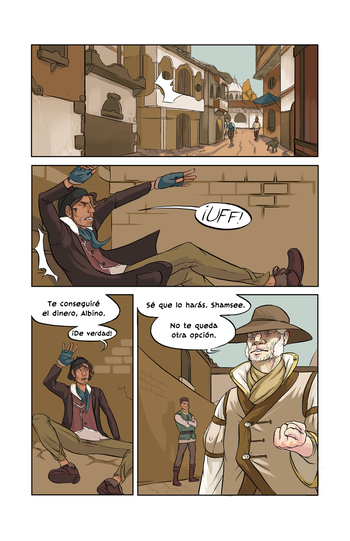 ¡UFF!
Te conseguiré
el dinero, Albino.
¡De verdad!
Sé que lo harás, Shamsee.
No te queda
otra opción.